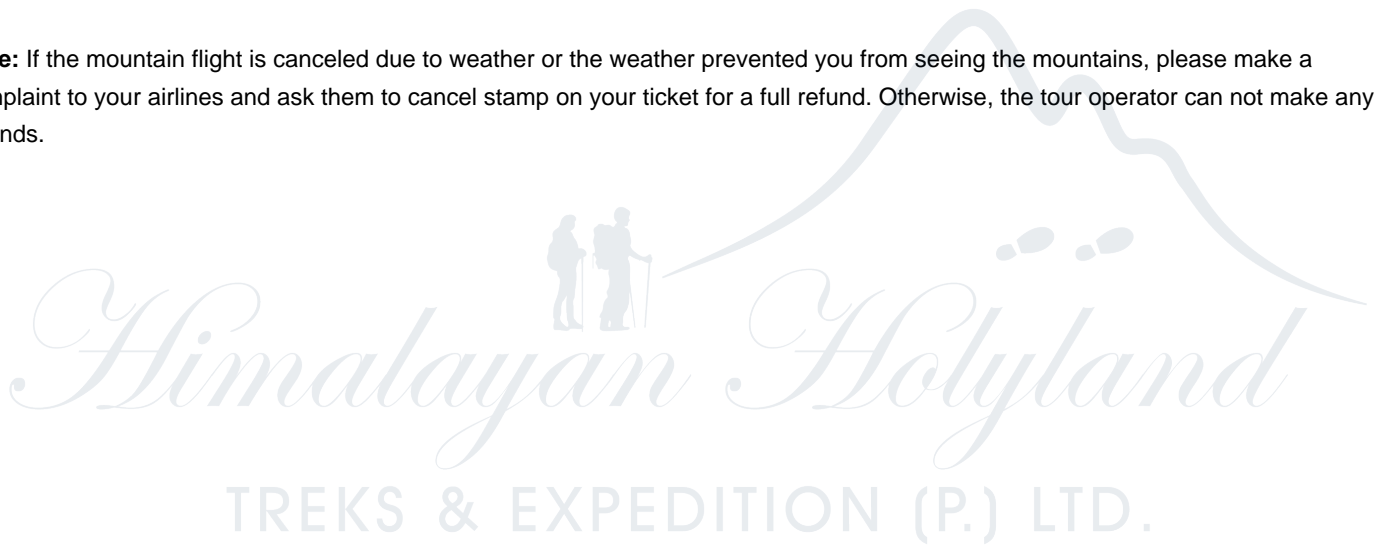 e: If the mountain flight is canceled due to weather or the weather prevented you from seeing the mountains, please make a
plaint to your airlines and ask them to cancel stamp on your ticket for a full refund. Otherwise, the tour operator can not make any
nds.
Himalayan Holyland
TREKS & EXPEDITION (P.) LTD.